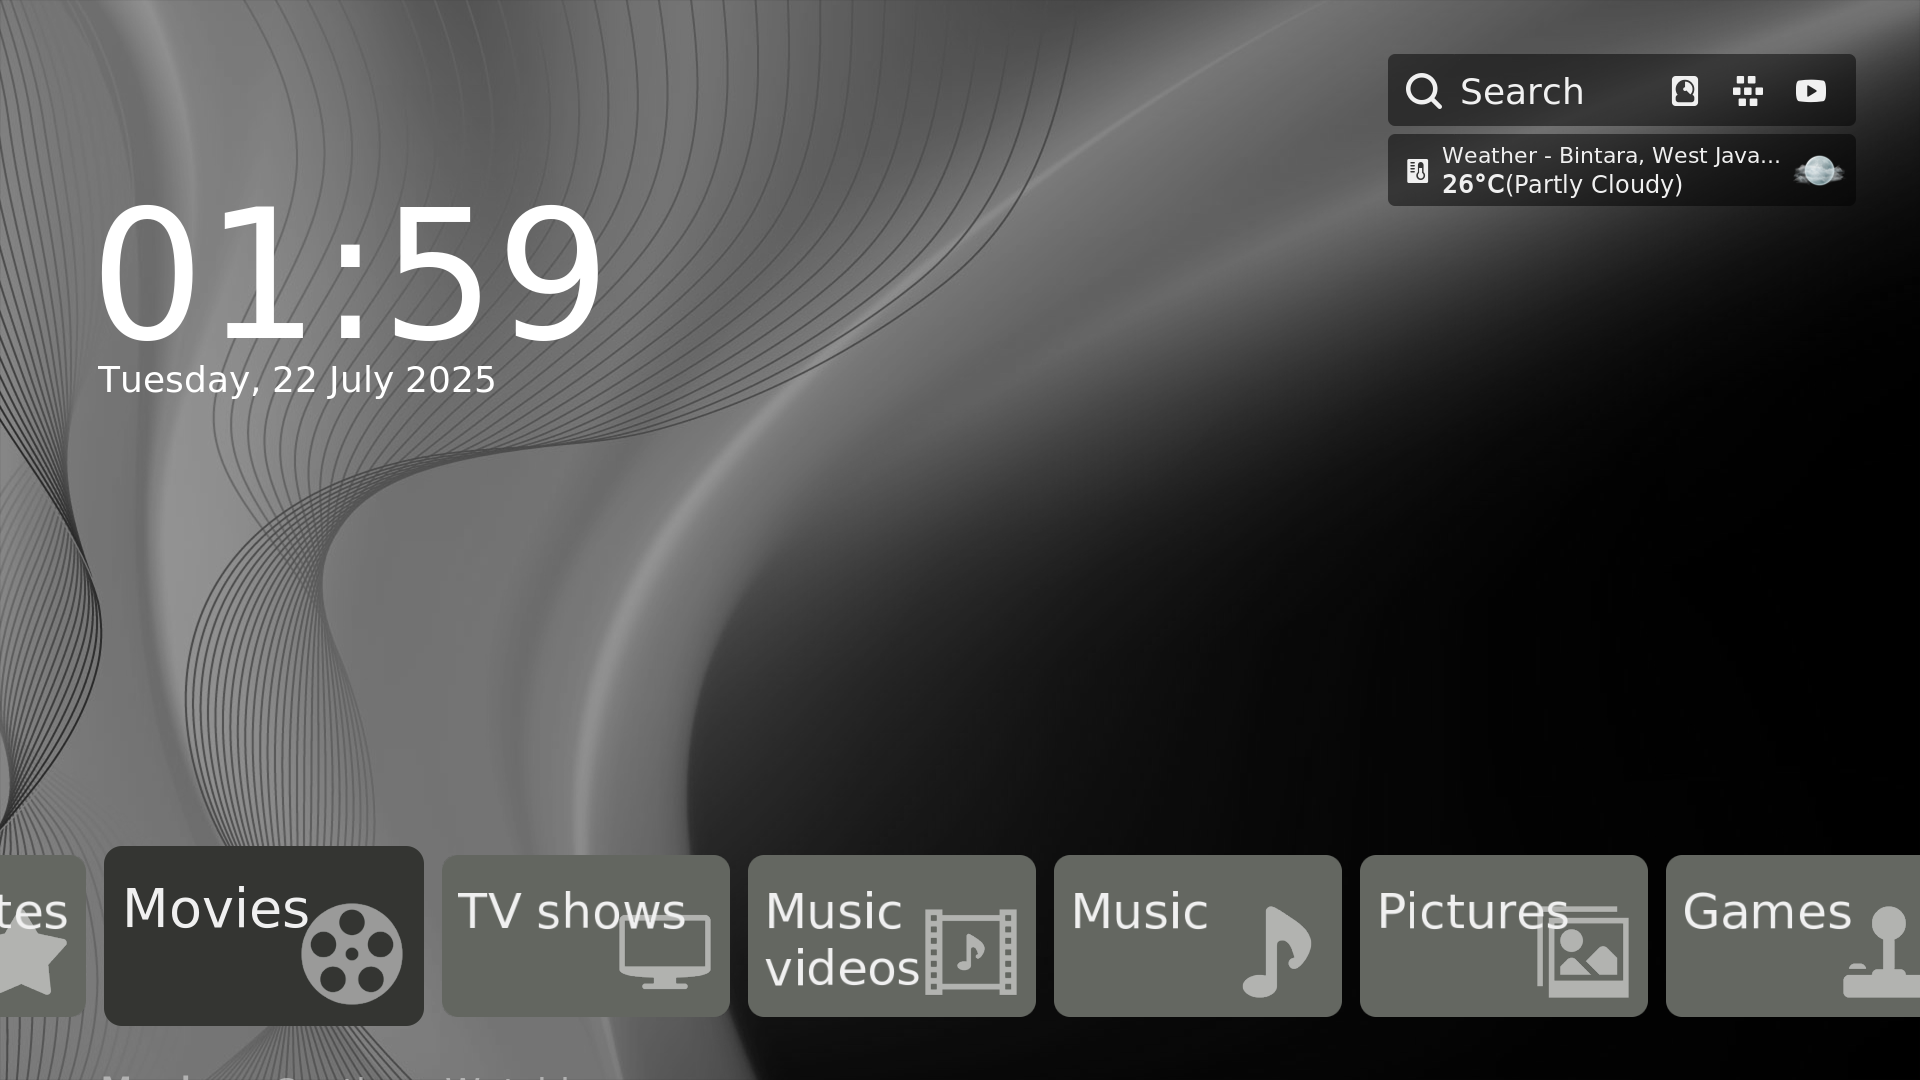 Search
Weather - Bintara, West Java...
26°C(Partly Cloudy)
01:59
Tuesday, 22 July 2025
tes
Movies
TV shows
Music
videos
Music
Pictures
Games